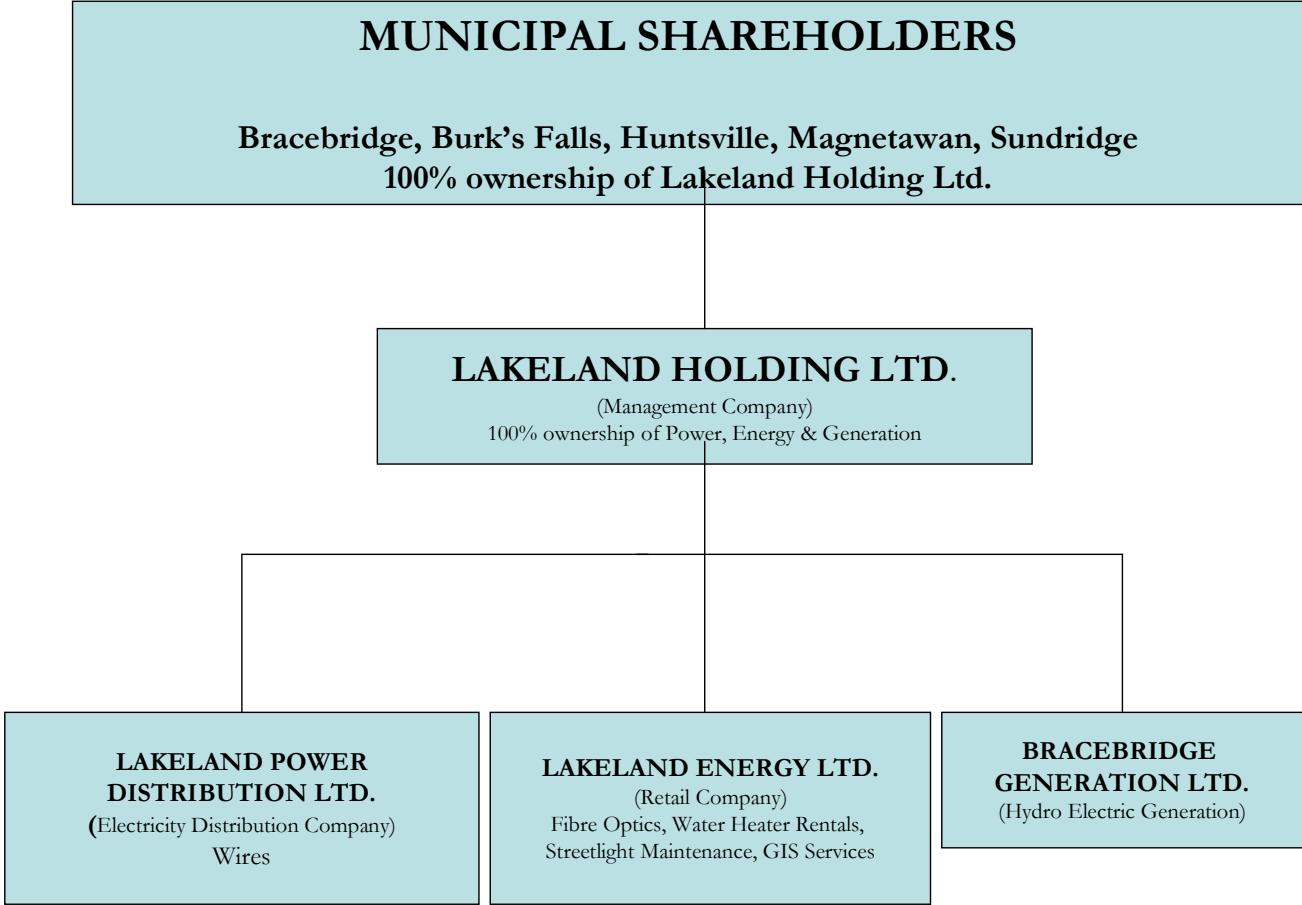 MUNICIPAL SHAREHOLDERS
Bracebridge, Burk’s Falls, Huntsville, Magnetawan, Sundridge
100% ownership of Lakeland Holding Ltd.
LAKELAND HOLDING LTD.
(Management Company)
100% ownership of Power, Energy & Generation
LAKELAND POWER
DISTRIBUTION LTD.
(Electricity Distribution Company)
Wires
LAKELAND ENERGY LTD.
(Retail Company)
Fibre Optics, Water Heater Rentals,
Streetlight Maintenance, GIS Services
BRACEBRIDGE
GENERATION LTD.
(Hydro Electric Generation)